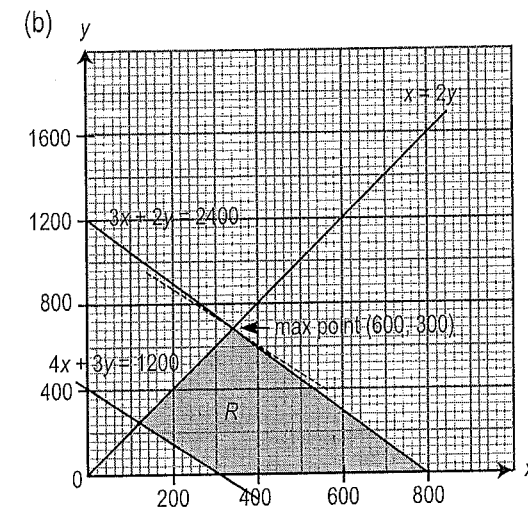 (b)
y
x = 2y
1600
1200
3x + 2y = 2400
800
max point (600, 300)
4x + 3y = 1200
400
R
0
200
400
600
800
x